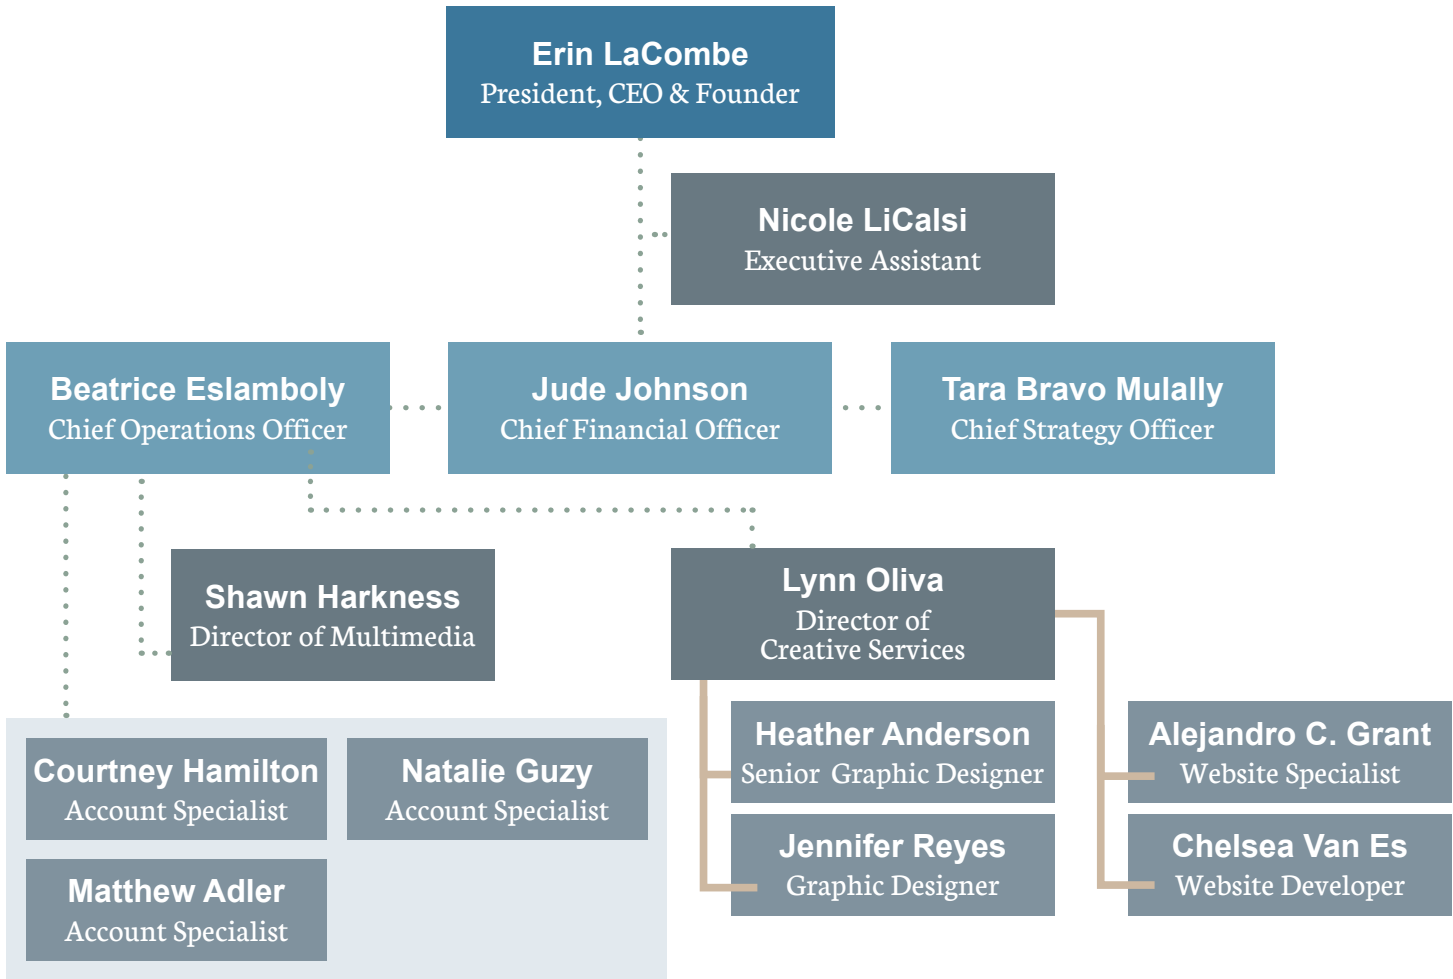 Erin LaCombe
President, CEO & Founder
Nicole LiCalsi
Executive Assistant
Beatrice Eslamboly
Chief Operations Officer
Jude Johnson
Chief Financial Officer
Tara Bravo Mulally
Chief Strategy Officer
Shawn Harkness
Director of Multimedia
Lynn Oliva
Director of
Creative Services
Courtney Hamilton
Account Specialist
Natalie Guzy
Account Specialist
Matthew Adler
Account Specialist
Heather Anderson
Senior Graphic Designer
Jennifer Reyes
Graphic Designer
Alejandro C. Grant
Website Specialist
Chelsea Van Es
Website Developer